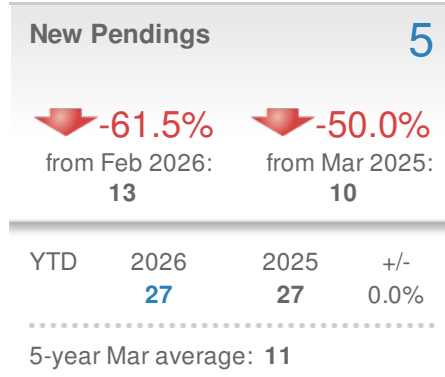 New Pendings 5
-61.5% -50.0%
from Feb 2026: from Mar 2025:
13 10
YTD 2026 2025 +/-
27 27 0.0%
5-year Mar average: 11